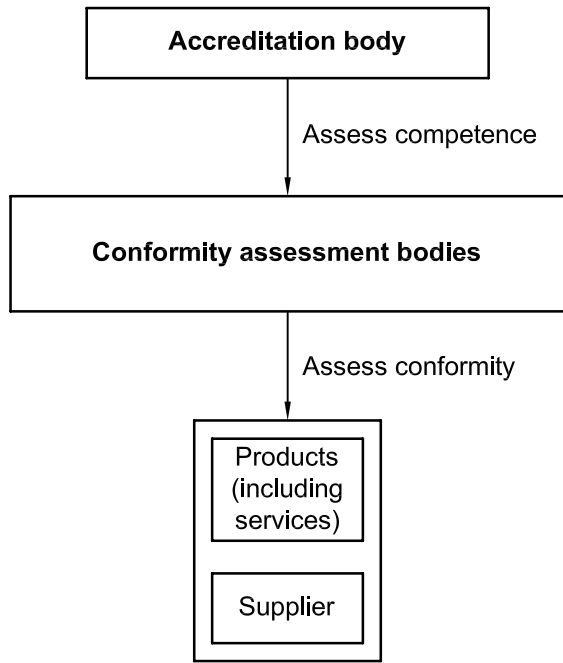 Accreditation body
Assess competence
Conformity assessment bodies
Assess conformity
Products
(including
services)
Supplier